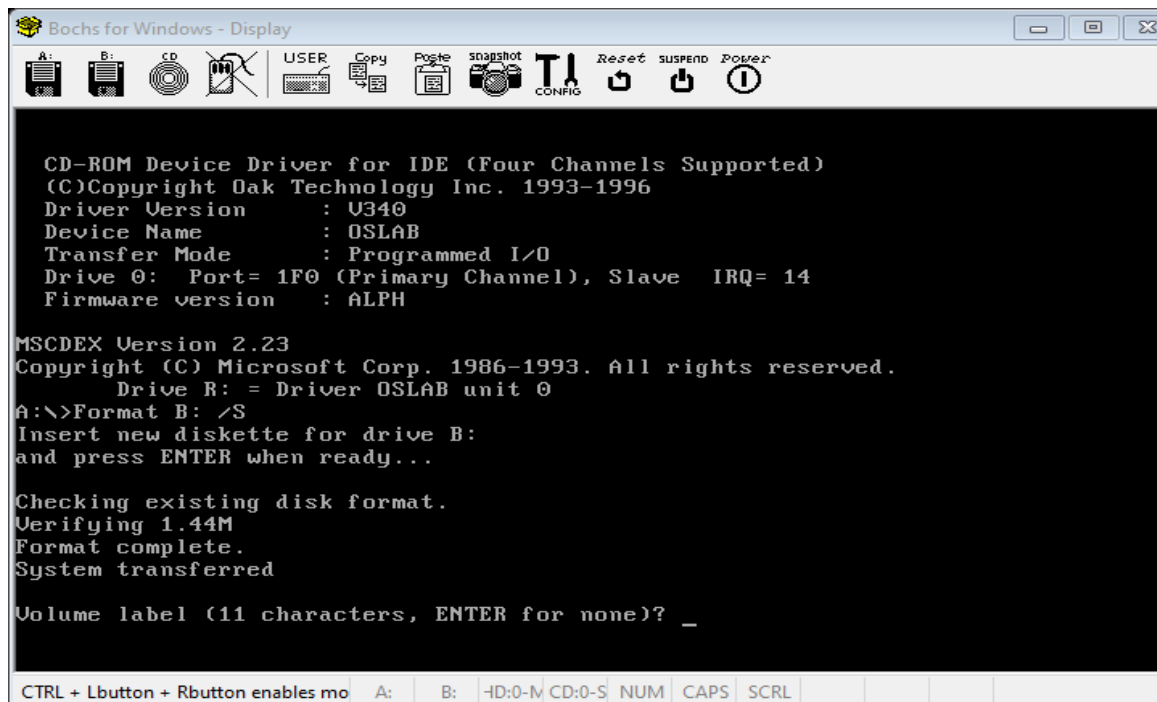 Bochs for Windows - Display
A: B: CD USER Copy Paste snapshot CONFIG Reset SUSPEND Power
CD-ROM Device Driver for IDE (Four Channels Supported)
(C)Copyright Oak Technology Inc. 1993-1996
Driver Version : V340
Device Name : OSLAB
Transfer Mode : Programmed I/O
Drive 0: Port= 1F0 (Primary Channel), Slave IRQ= 14
Firmware version : ALPH
MSCDEX Version 2.23
Copyright (C) Microsoft Corp. 1986-1993. All rights reserved.
Drive R: = Driver OSLAB unit 0
A:\>Format B: /S
Insert new diskette for drive B:
and press ENTER when ready...
Checking existing disk format.
Verifying 1.44M
Format complete.
System transferred
Volume label (11 characters, ENTER for none)? _
CTRL + Lbutton + Rbutton enables mo A: B: HD:0-M CD:0-S NUM CAPS SCRL